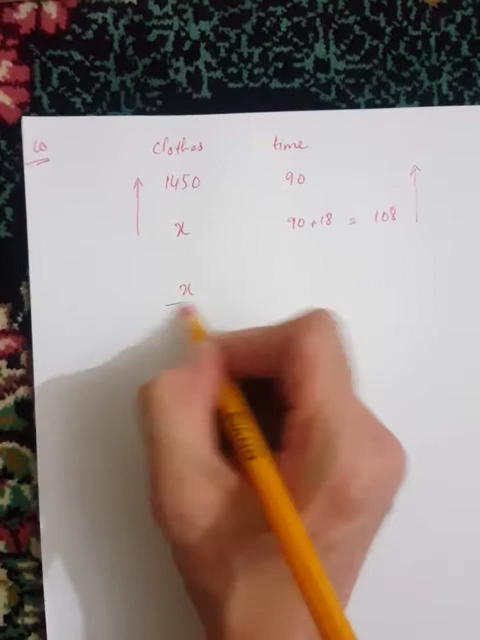 clothes time
1450 90
x 90 + 18 = 108
x